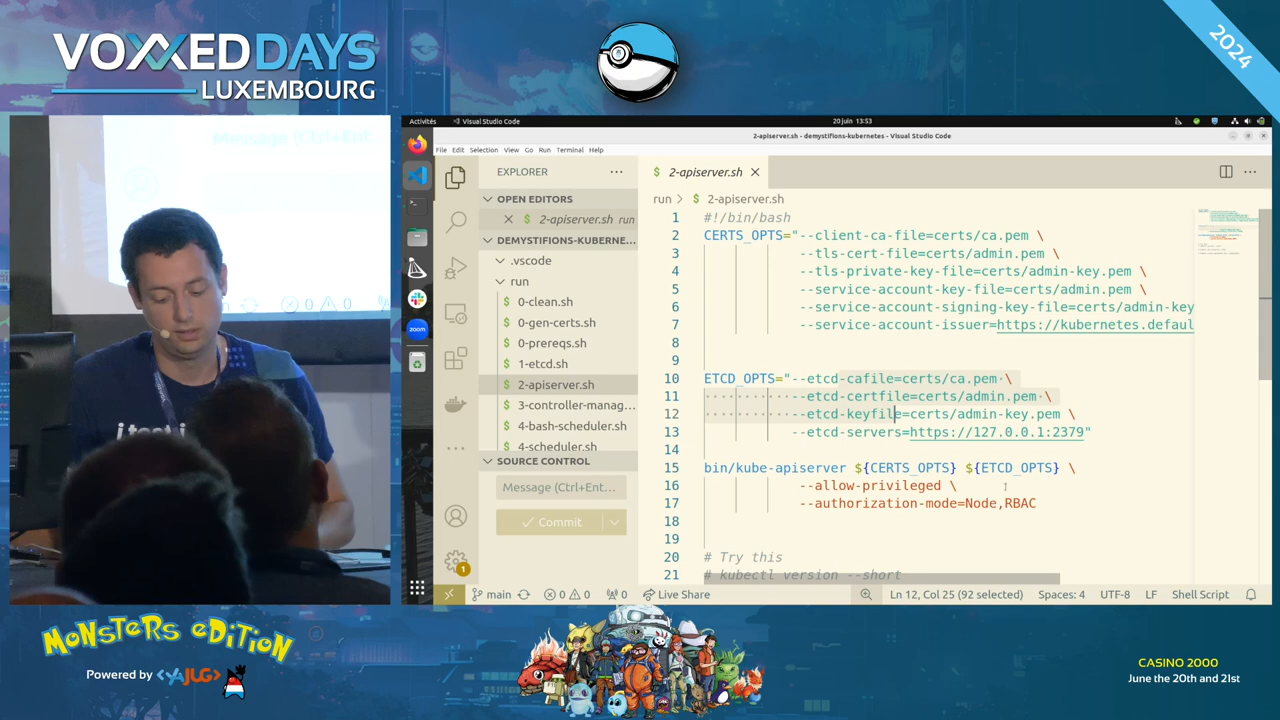 VOXXED DAYS
LUXEMBOURG
2024
Message (Ctrl+Ent
0 0
Activités
Visual Studio Code
20 juin 13:53
2-apiserver.sh - demystifions-kubernetes - Visual Studio Code
File Edit Selection View Go Run Terminal Help
EXPLORER
OPEN EDITORS
$ 2-apiserver.sh run
DEMYSTIFIONS-KUBERNE...
.vscode
run
$ 0-clean.sh
$ 0-gen-certs.sh
$ 0-prereqs.sh
$ 1-etcd.sh
$ 2-apiserver.sh
$ 3-controller-manag...
$ 4-bash-scheduler.sh
$ 4-scheduler.sh
SOURCE CONTROL
Message (Ctrl+Ent...
Commit
zoom
1
$ 2-apiserver.sh
run > $ 2-apiserver.sh
1 #!/bin/bash
2 CERTS_OPTS="--client-ca-file=certs/ca.pem \
3 --tls-cert-file=certs/admin.pem \
4 --tls-private-key-file=certs/admin-key.pem \
5 --service-account-key-file=certs/admin.pem \
6 --service-account-signing-key-file=certs/admin-key
7 --service-account-issuer=https://kubernetes.defaul
8
9
10 ETCD_OPTS="--etcd-cafile=certs/ca.pem \
11 --etcd-certfile=certs/admin.pem \
12 --etcd-keyfile=certs/admin-key.pem \
13 --etcd-servers=https://127.0.0.1:2379"
14
15 bin/kube-apiserver ${CERTS_OPTS} ${ETCD_OPTS} \
16 --allow-privileged \
17 --authorization-mode=Node,RBAC
18
19
20 # Try this
21 # kubectl version --short
main 0 0 0 Live Share Ln 12, Col 25 (92 selected) Spaces: 4 UTF-8 LF Shell Script
MONSTERS EDITION
Powered by <YAJUG>
CASINO 2000
June the 20th and 21st